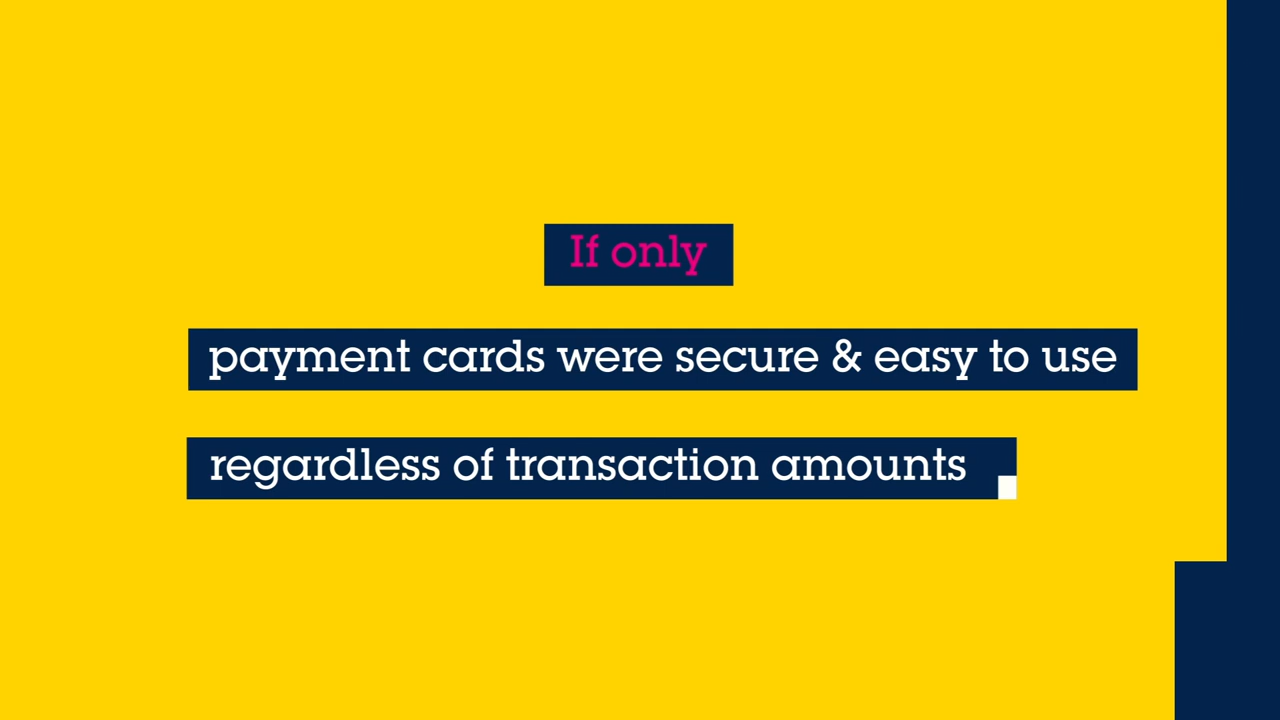 If only
payment cards were secure & easy to use
regardless of transaction amounts